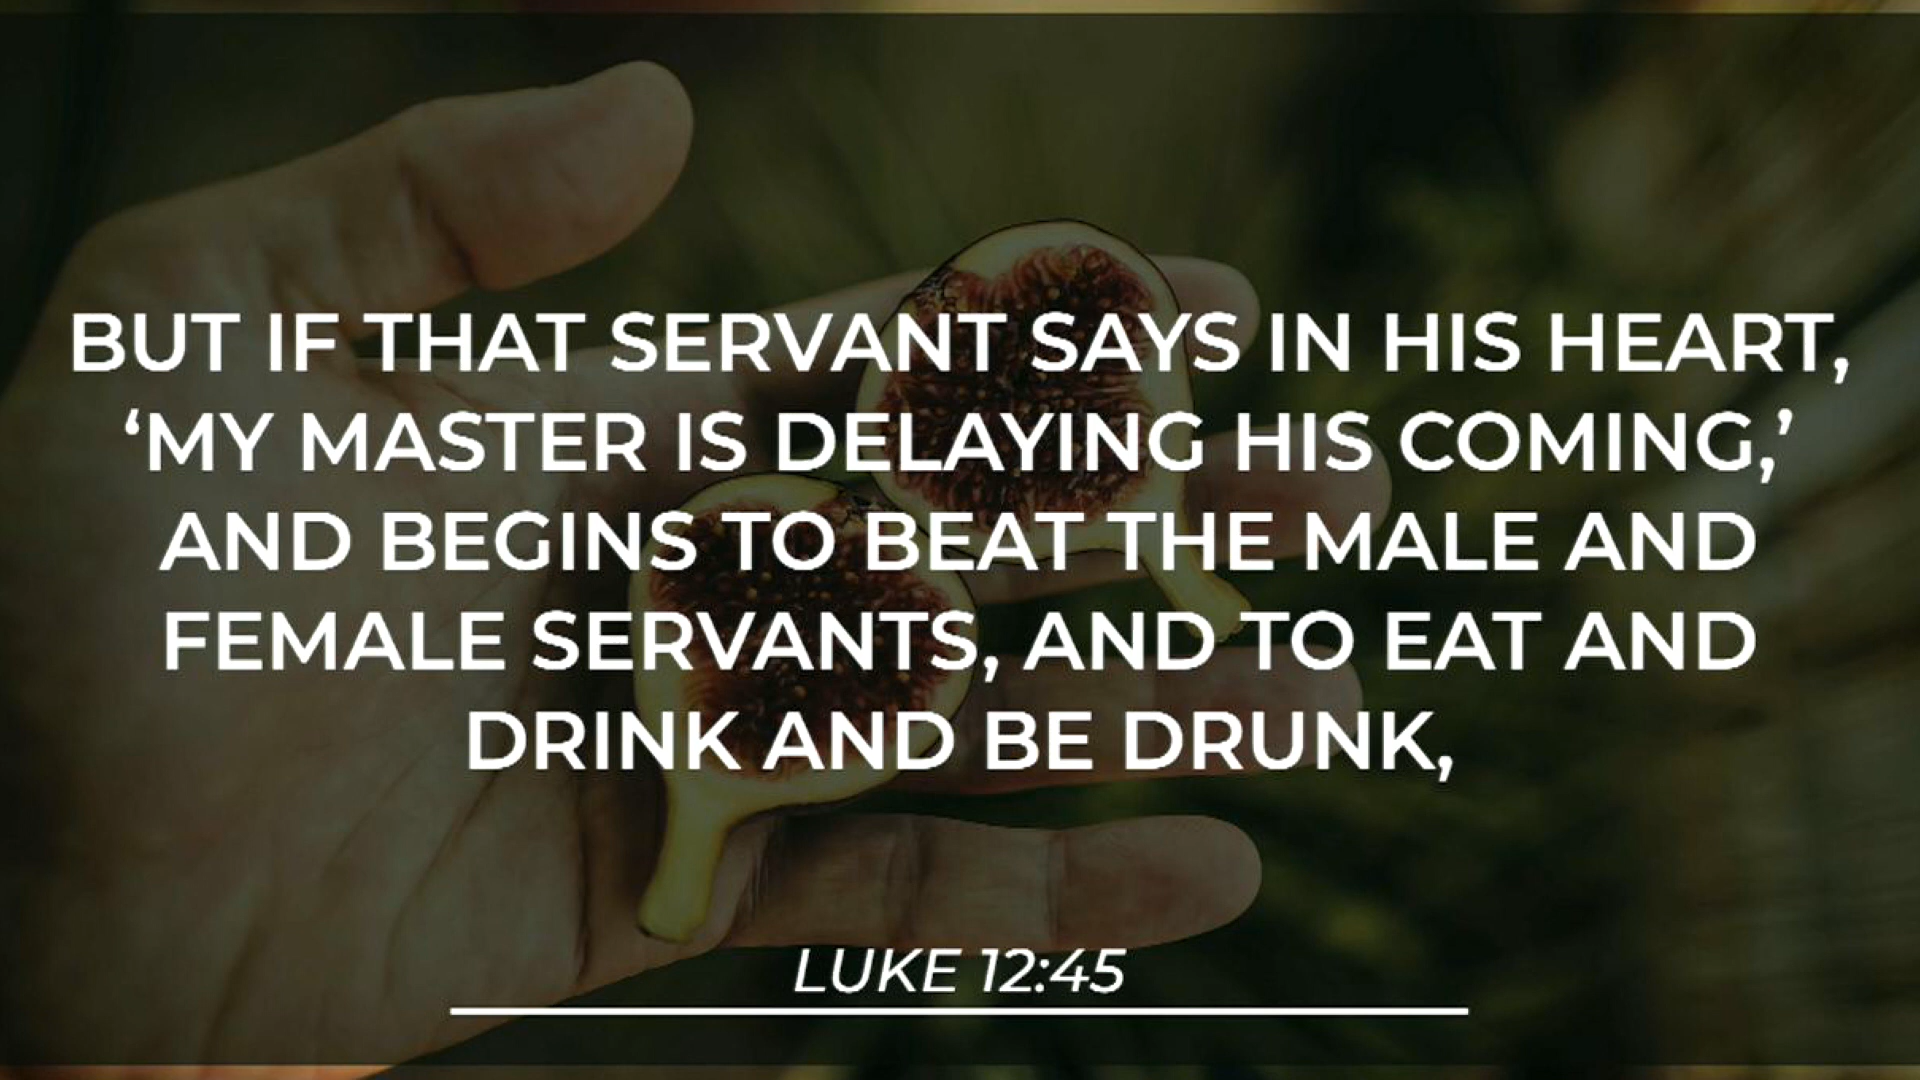 BUT IF THAT SERVANT SAYS IN HIS HEART,
‘MY MASTER IS DELAYING HIS COMING,’
AND BEGINS TO BEAT THE MALE AND
FEMALE SERVANTS, AND TO EAT AND
DRINK AND BE DRUNK,
LUKE 12:45